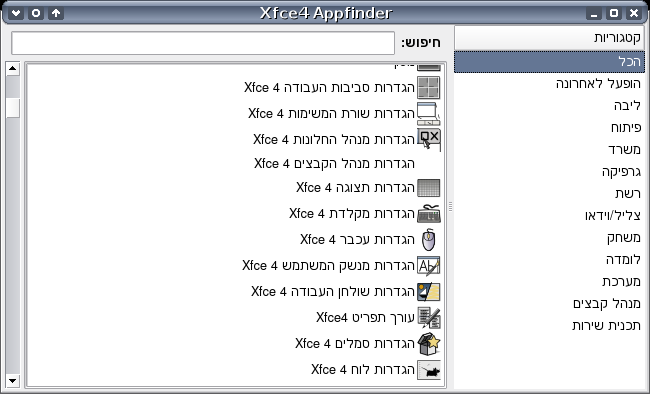 Xfce4 Appfinder
קטגוריות
הכל
הופעל לאחרונה
ליבה
פיתוח
משרד
גרפיקה
רשת
צליל/וידאו
משחק
לומדה
מערכת
מנהל קבצים
תכנית שירות
חיפוש:
הגדרות סביבות העבודה Xfce 4
הגדרות שורת המשימות Xfce 4
הגדרות מנהל החלונות Xfce 4
הגדרות מנהל הקבצים Xfce 4
הגדרות תצוגה Xfce 4
הגדרות מקלדת Xfce 4
הגדרות עכבר Xfce 4
הגדרות מנשק המשתמש Xfce 4
הגדרות שולחן העבודה Xfce 4
עורך תפריט Xfce4
הגדרות סמלים Xfce 4
הגדרות לוח Xfce 4